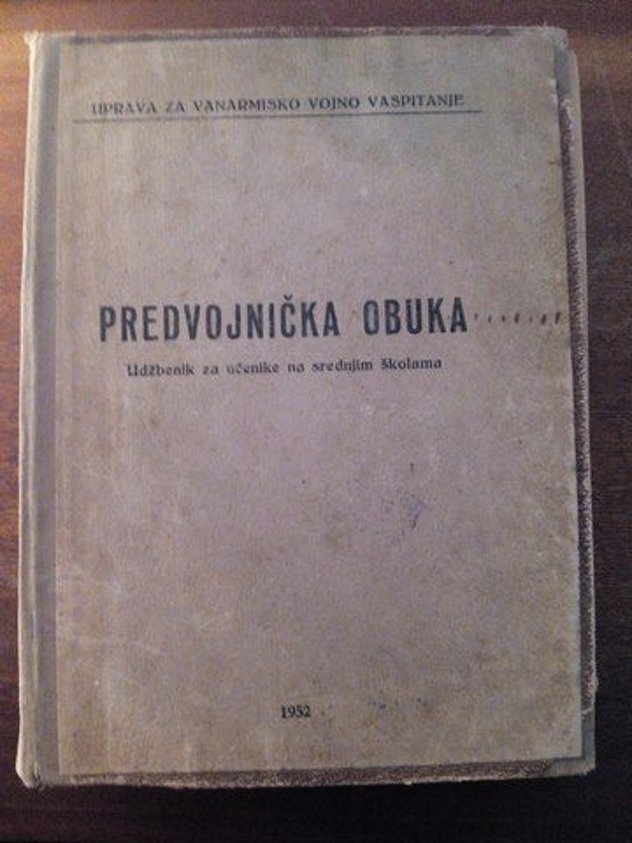 UPRAVA ZA VANARMISKO VOJNO VASPITANJE
PREDVOJNIČKA OBUKA
Udžbenik za učenike na srednjim školama
1952